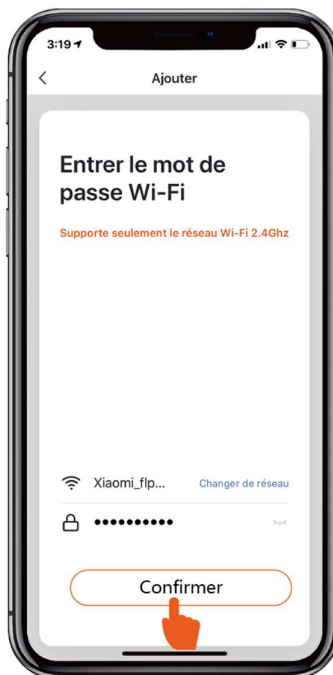 3:19
Ajouter
Entrer le mot de
passe Wi-Fi
Supporte seulement le réseau Wi-Fi 2.4Ghz
Xiaomi_flp... Changer de réseau
••••••••••
Confirmer